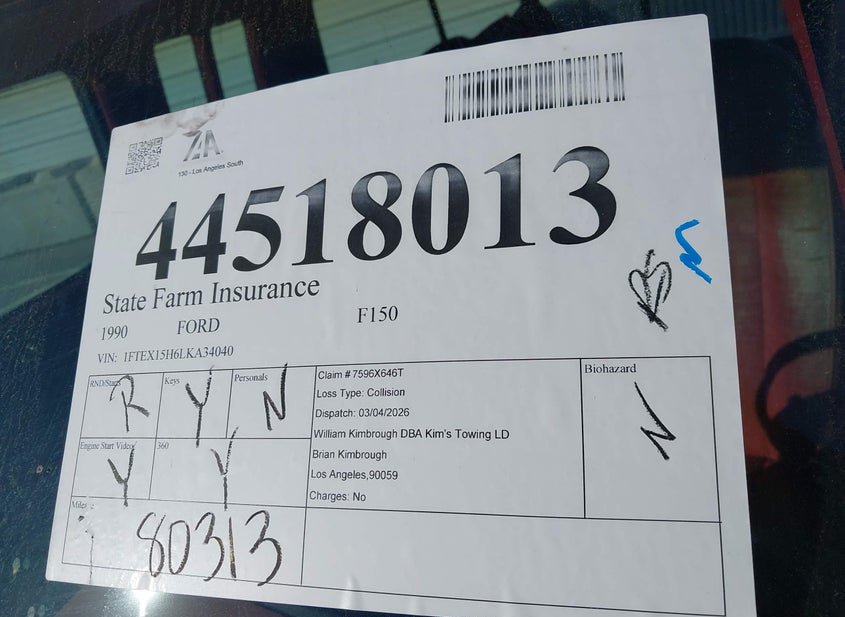 IAA
130 - Los Angeles South
44518013
State Farm Insurance
1990 FORD F150
VIN: 1FTEX15H6LKA34040
RND/Starts R
Keys Y
Personals N
Claim # 7596X646T
Loss Type: Collision
Dispatch: 03/04/2026
William Kimbrough DBA Kim's Towing LD
Brian Kimbrough
Los Angeles,90059
Charges: No
Biohazard
N
Engine Start Video Y
360 Y
Mileage
80313